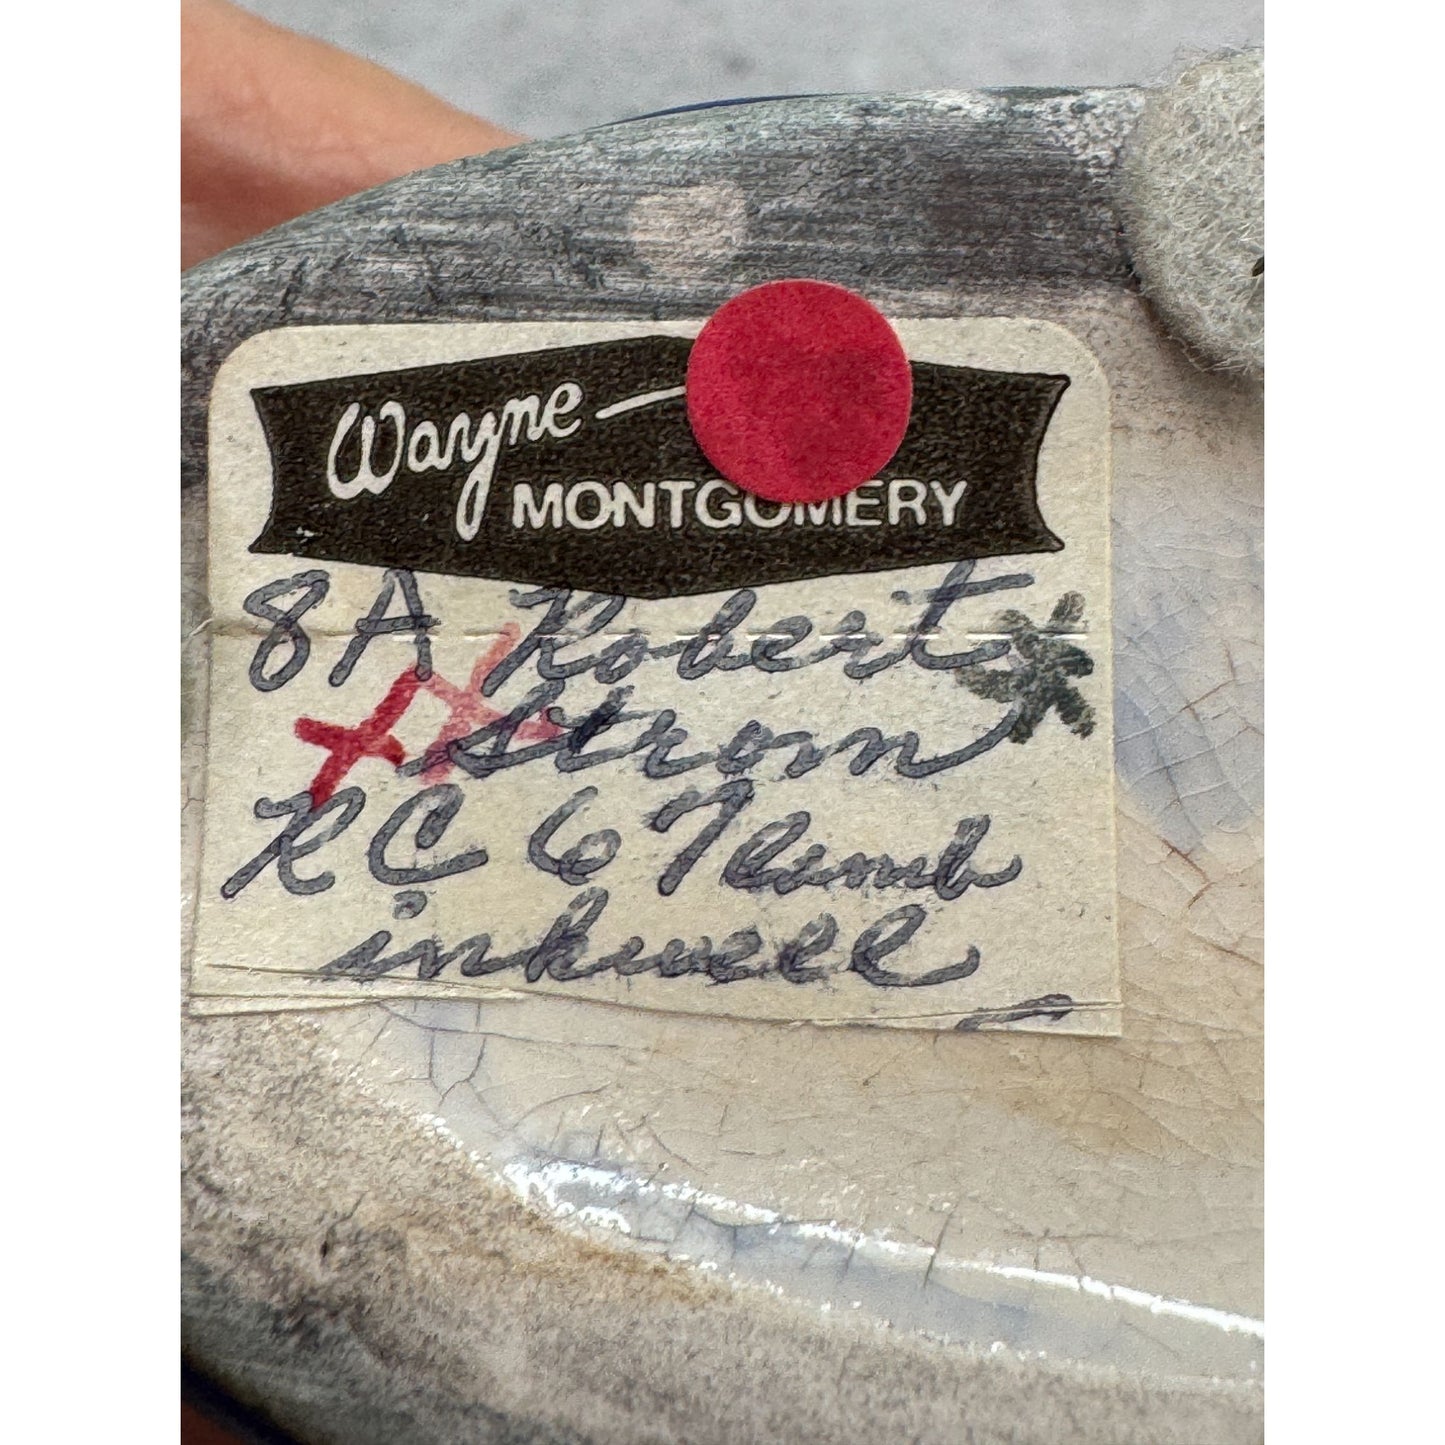 Wayne
MONTGOMERY
8A Robert
Strom
RC 67 lamb
inkwell